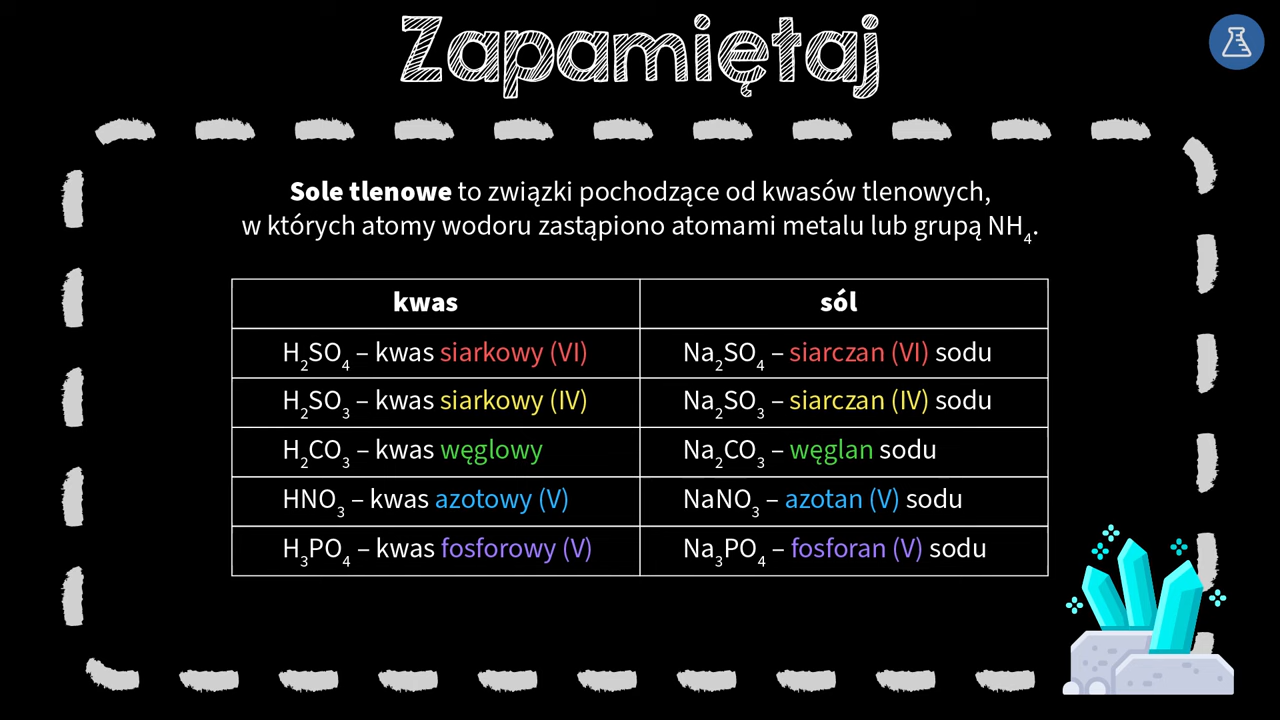 Zapamiętaj
Sole tlenowe to związki pochodzące od kwasów tlenowych,
w których atomy wodoru zastąpiono atomami metalu lub grupą NH₄.
kwas sól
H₂SO₄ – kwas siarkowy (VI) Na₂SO₄ – siarczan (VI) sodu
H₂SO₃ – kwas siarkowy (IV) Na₂SO₃ – siarczan (IV) sodu
H₂CO₃ – kwas węglowy Na₂CO₃ – węglan sodu
HNO₃ – kwas azotowy (V) NaNO₃ – azotan (V) sodu
H₃PO₄ – kwas fosforowy (V) Na₃PO₄ – fosforan (V) sodu